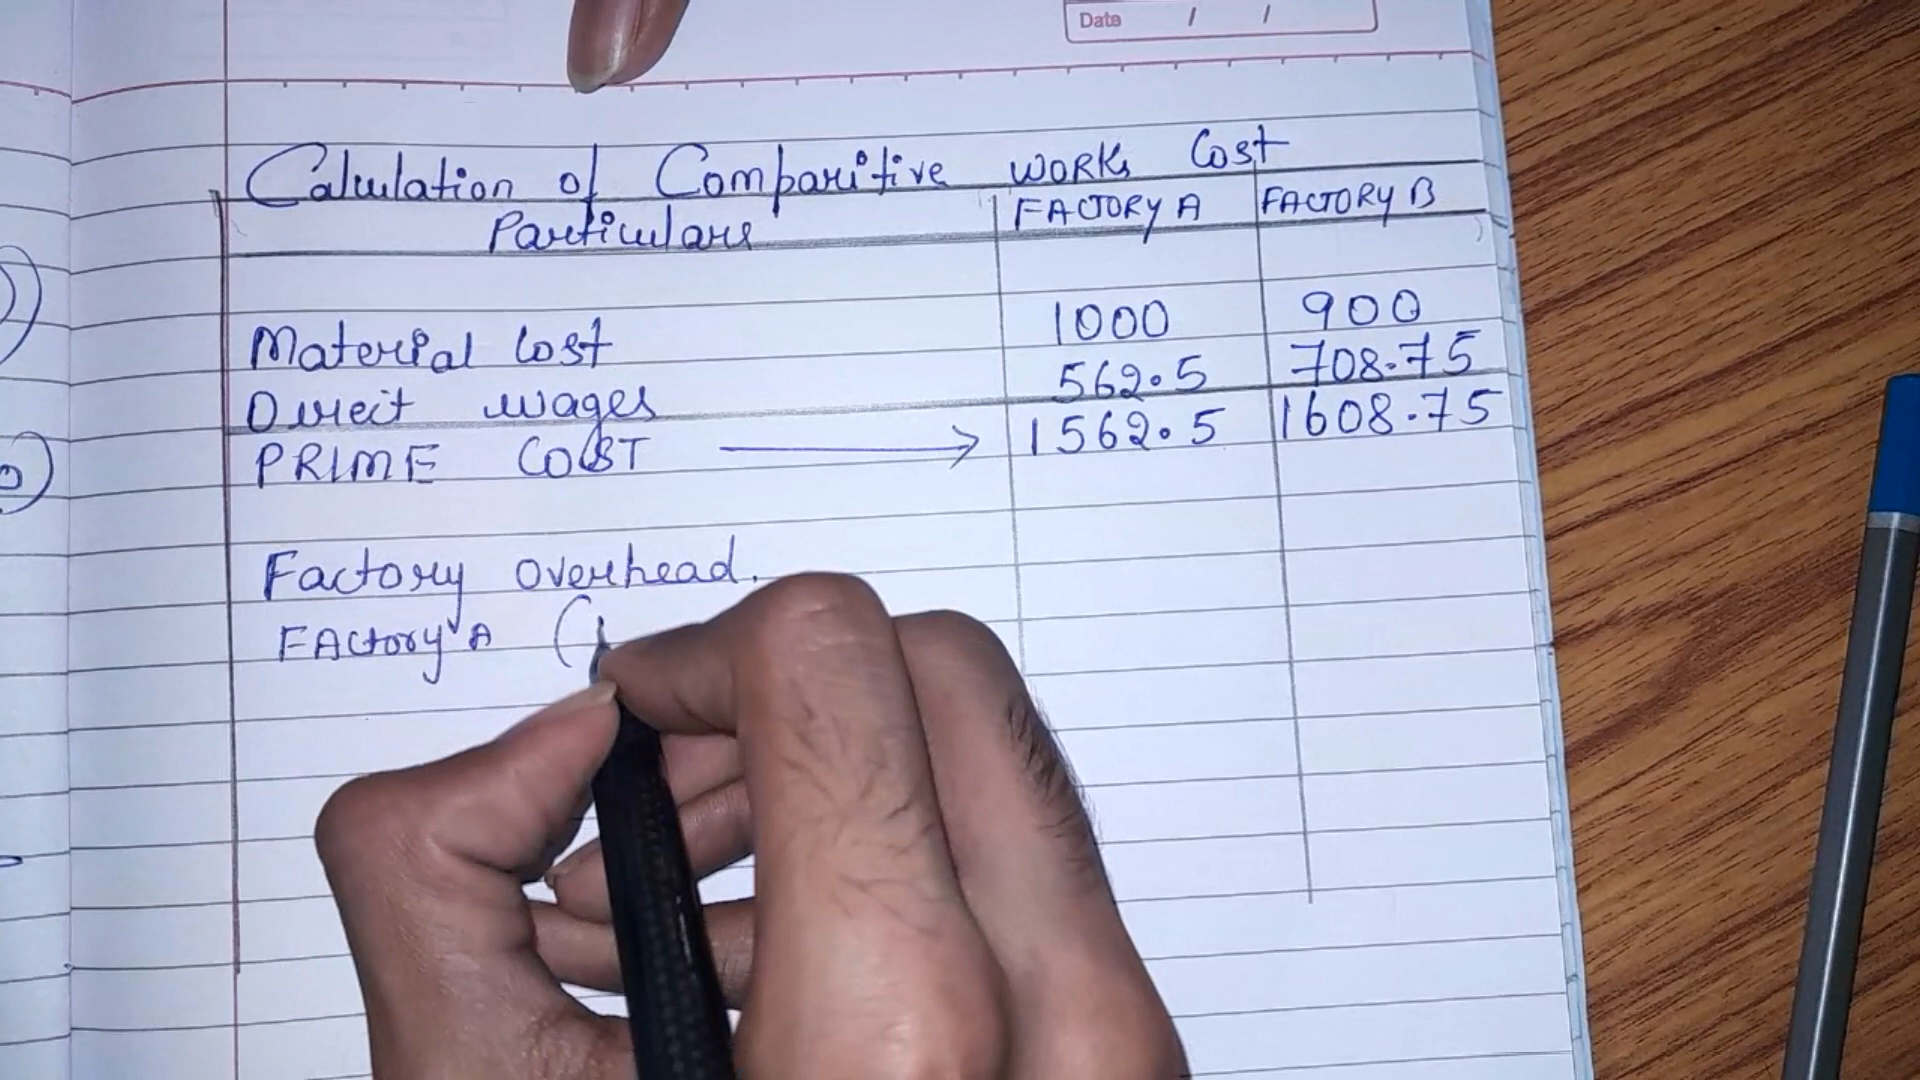 Date / /
Calculation of Comparitive WORKs Cost
Particulars FACTORY A FACTORY B
Material Cost 1000 900
Direct wages 562.5 708.75
PRIME COST → 1562.5 1608.75
Factory overhead.
FACtory A (